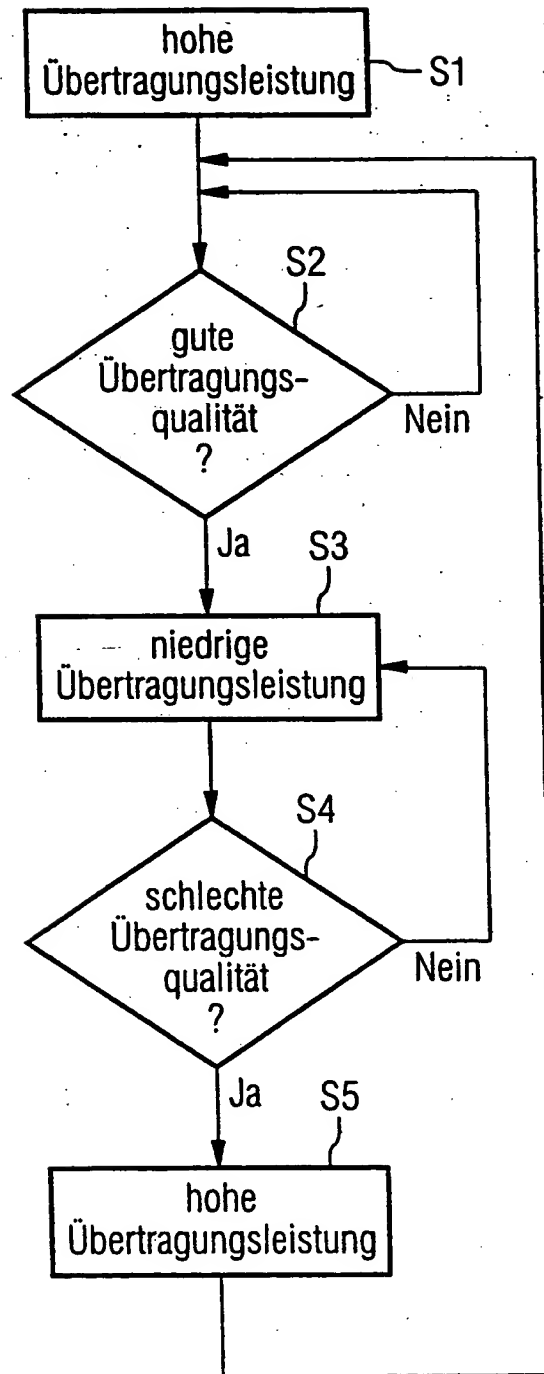 hohe
Übertragungsleistung
S1
S2
gute
Übertragungs-
qualität
?
Nein
Ja
S3
niedrige
Übertragungsleistung
S4
schlechte
Übertragungs-
qualität
?
Nein
Ja
S5
hohe
Übertragungsleistung